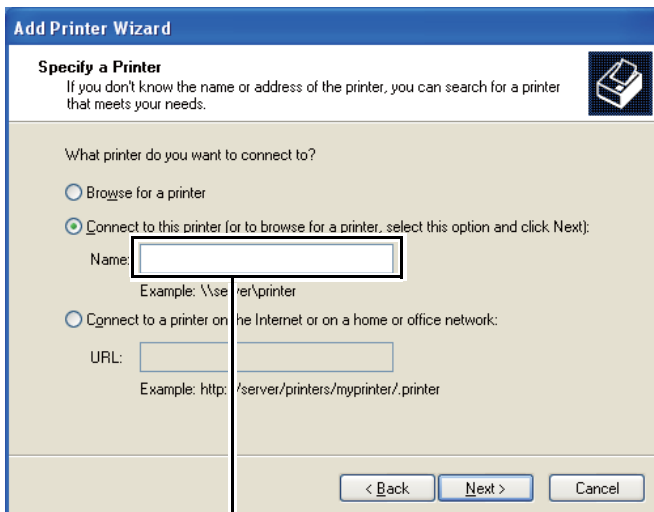 Add Printer Wizard
Specify a Printer
If you don't know the name or address of the printer, you can search for a printer
that meets your needs.
What printer do you want to connect to?
Browse for a printer
Connect to this printer (or to browse for a printer, select this option and click Next):
Name:
Example: \\server\printer
Connect to a printer on the Internet or on a home or office network:
URL:
Example: http://server/printers/myprinter/.printer
< Back Next > Cancel